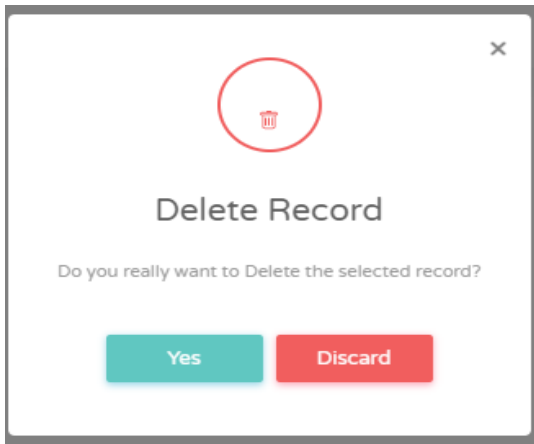 ×
Delete Record
Do you really want to Delete the selected record?
Yes Discard